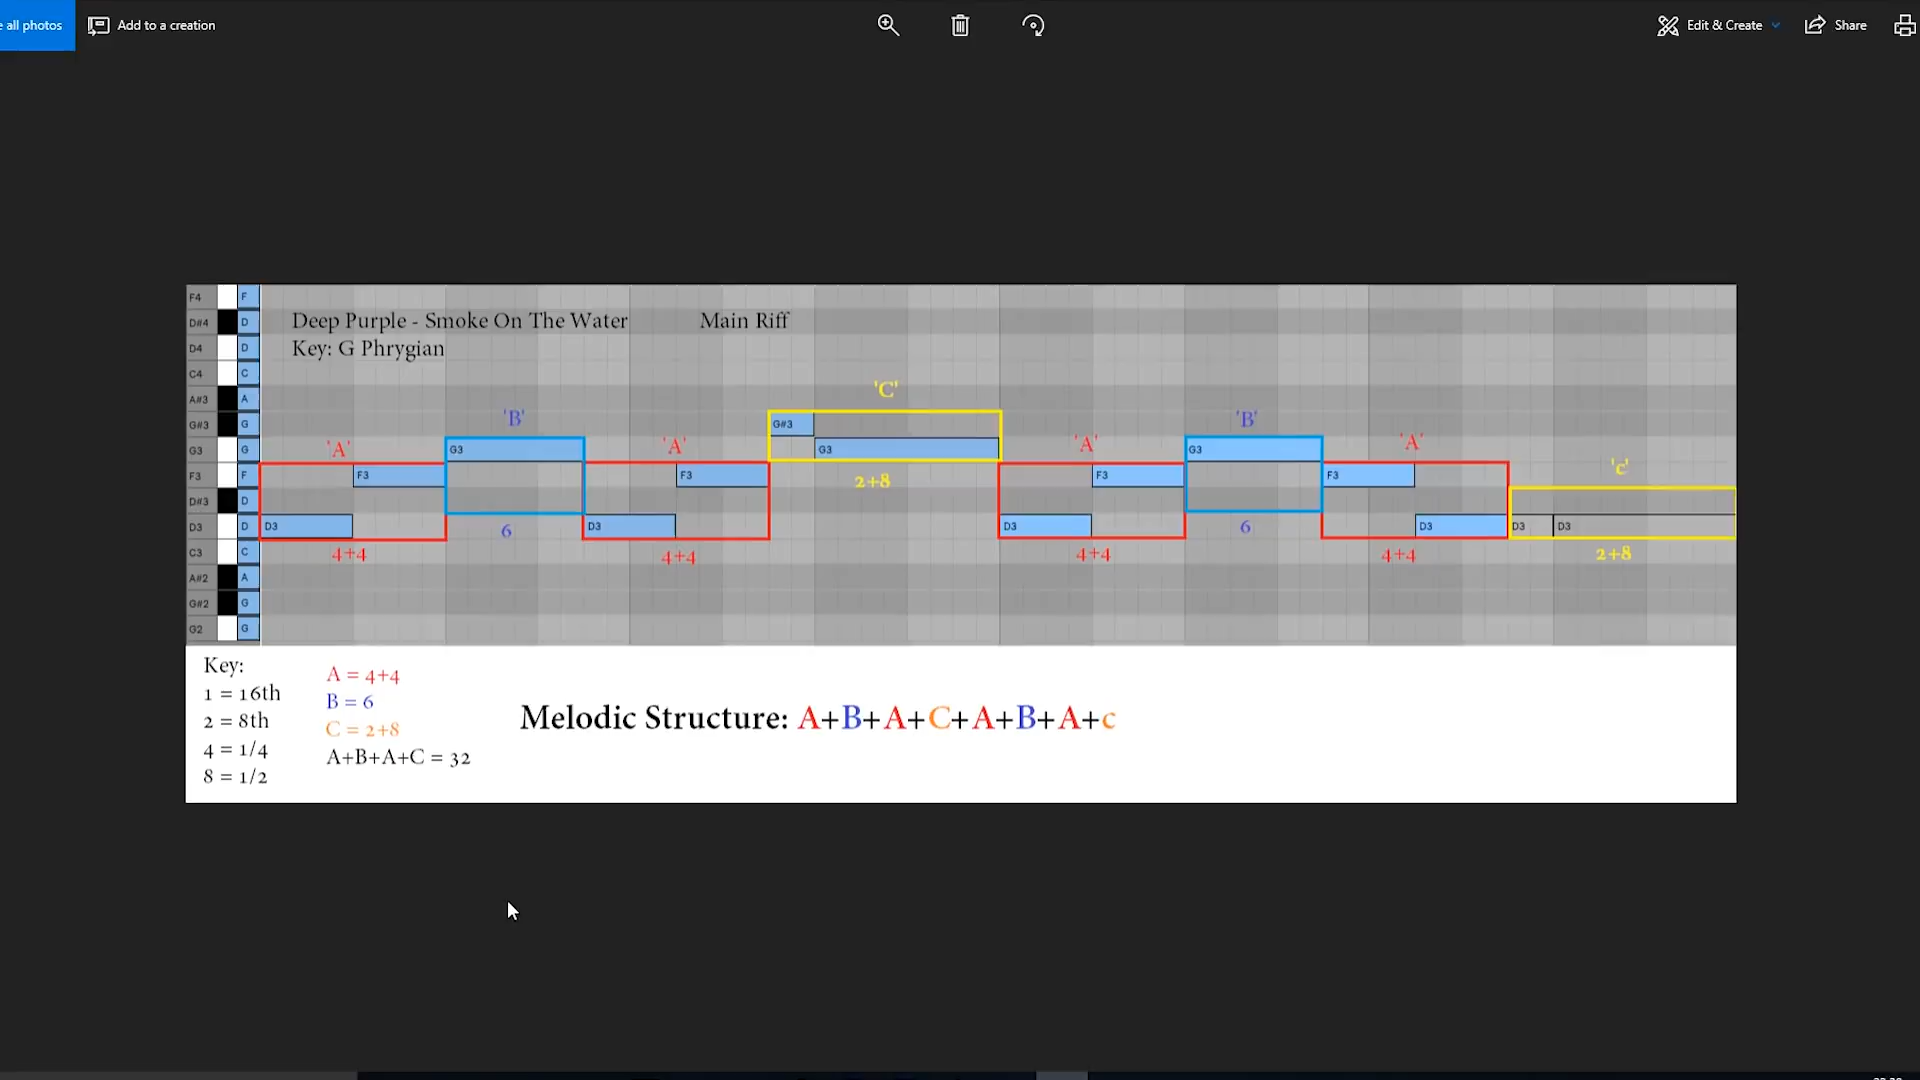 e all photos
Add to a creation
Edit & Create
Share
Deep Purple - Smoke On The Water
Main Riff
Key: G Phrygian
F4 F
D#4 D
D4 D
C4 C
A#3 A
G#3 G
G3 G
F3 F
D#3 D
D3 D
C3 C
A#2 A
G#2 G
G2 G
'A'
D3
F3
4+4
'B'
G3
6
'A'
D3
F3
4+4
'C'
G#3
G3
2+8
'A'
D3
F3
4+4
'B'
G3
6
'A'
F3
D3
4+4
'c'
D3
D3
2+8
Key:
1 = 16th
2 = 8th
4 = 1/4
8 = 1/2
A = 4+4
B = 6
C = 2+8
A+B+A+C = 32
Melodic Structure: A+B+A+C+A+B+A+c